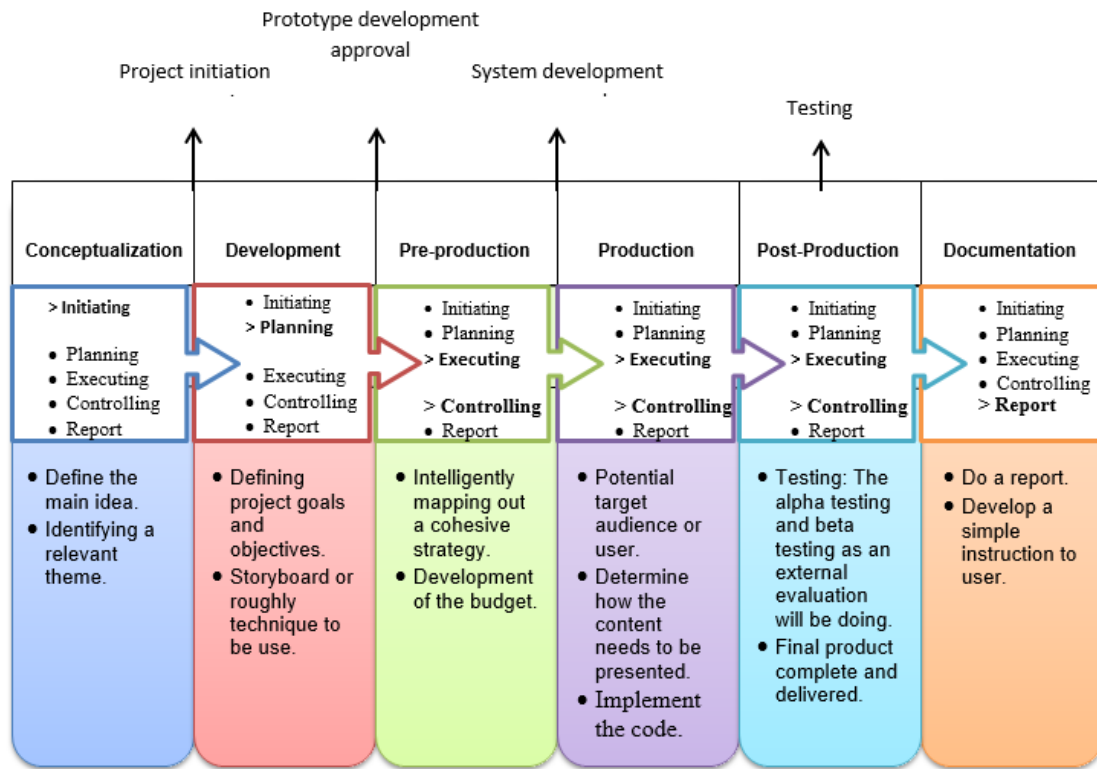 Prototype development
approval
Project initiation
System development
Testing
Conceptualization
Development
Pre-production
Production
Post-Production
Documentation
> Initiating
• Planning
• Executing
• Controlling
• Report
• Initiating
> Planning
• Executing
• Controlling
• Report
• Initiating
• Planning
> Executing
> Controlling
• Report
• Initiating
• Planning
> Executing
> Controlling
• Report
• Initiating
• Planning
> Executing
> Controlling
• Report
• Initiating
• Planning
• Executing
• Controlling
> Report
• Define the
main idea.
• Identifying a
relevant
theme.
• Defining
project goals
and
objectives.
• Storyboard or
roughly
technique to
be use.
• Intelligently
mapping out
a cohesive
strategy.
• Development
of the budget.
• Potential
target
audience or
user.
• Determine
how the
content
needs to be
presented.
• Implement
the code.
• Testing: The
alpha testing
and beta
testing as an
external
evaluation
will be doing.
• Final product
complete and
delivered.
• Do a report.
• Develop a
simple
instruction to
user.